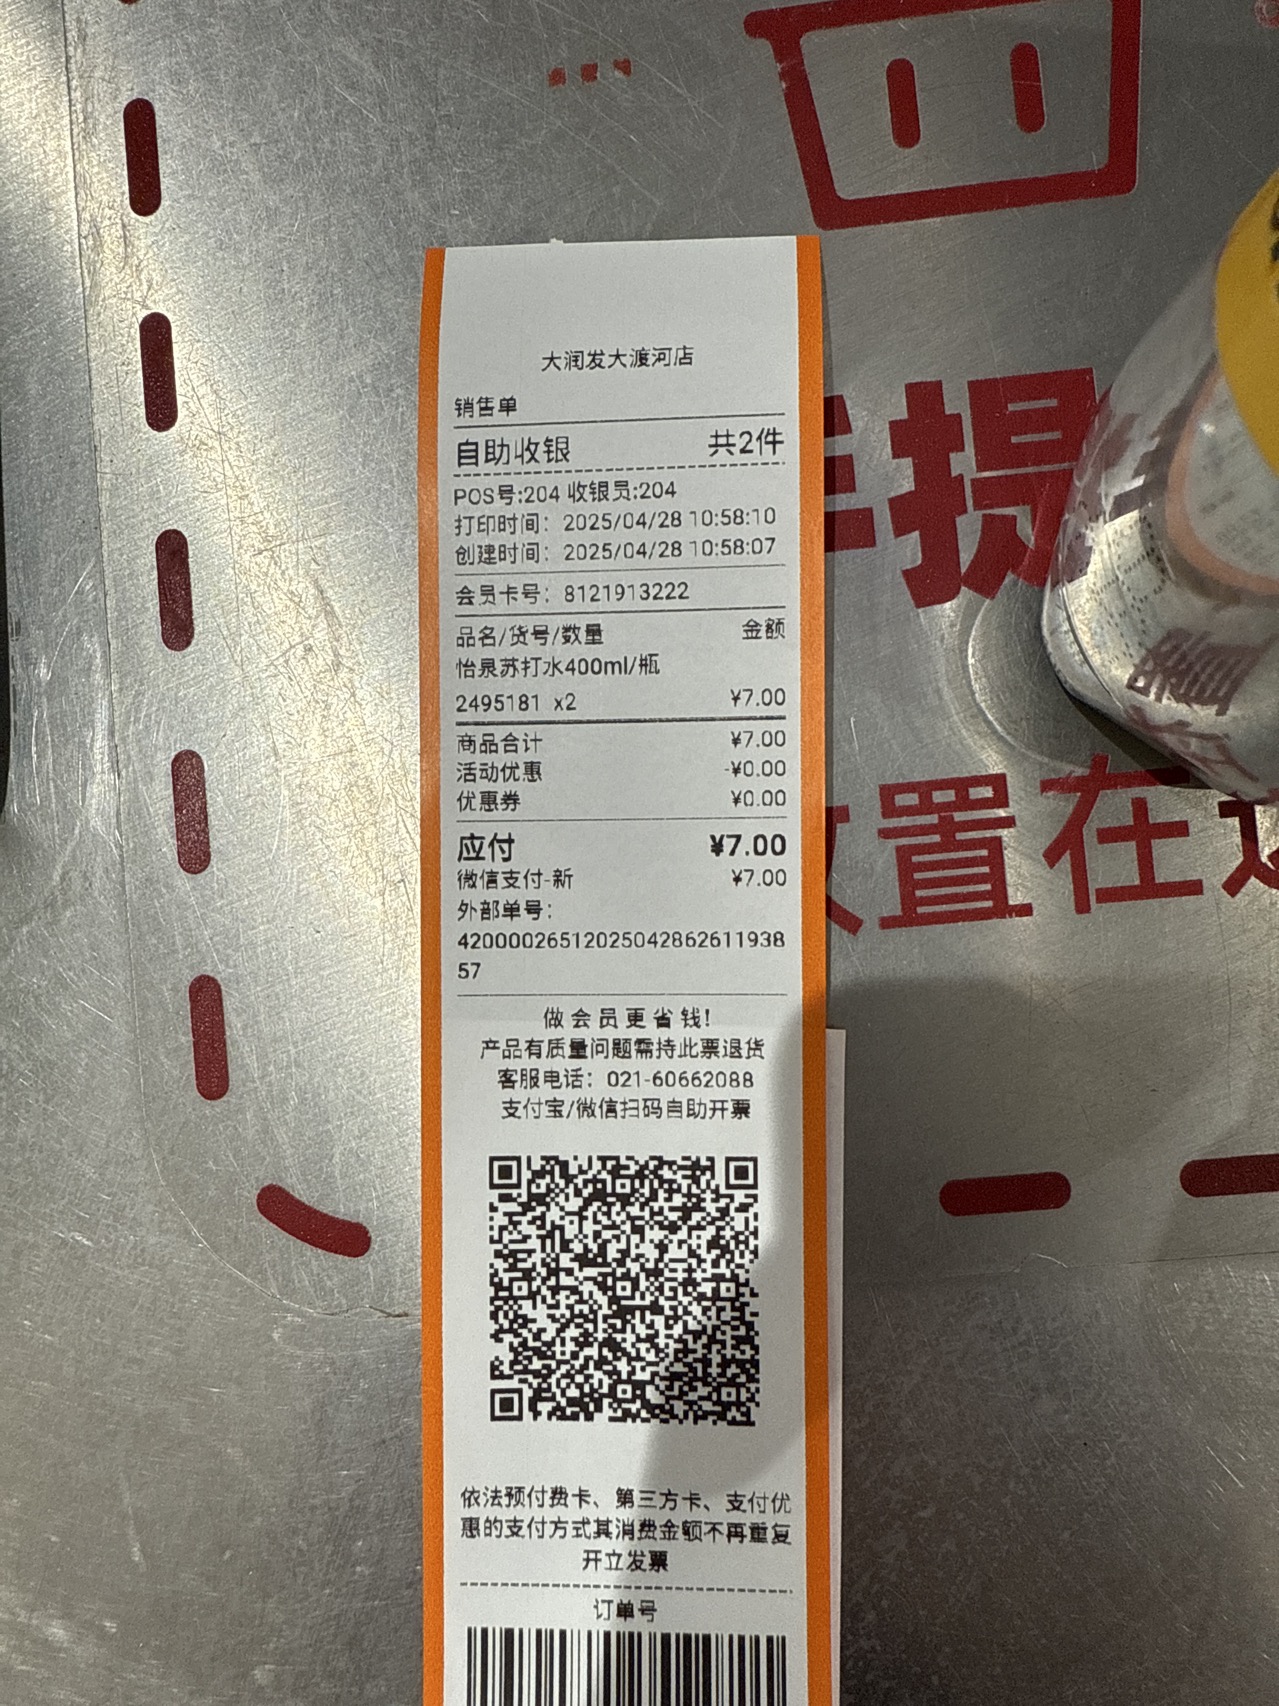 大润发大渡河店
销售单
自助收银 共2件
POS号:204 收银员:204
打印时间: 2025/04/28 10:58:10
创建时间: 2025/04/28 10:58:07
会员卡号: 8121913222
品名/货号/数量 金额
怡泉苏打水400ml/瓶
2495181 x2 ¥7.00
商品合计 ¥7.00
活动优惠 -¥0.00
优惠券 ¥0.00
应付 ¥7.00
微信支付-新 ¥7.00
外部单号:
42000026512025042862611938
57
做会员更省钱!
产品有质量问题需持此票退货
客服电话: 021-60662088
支付宝/微信扫码自助开票
依法预付费卡、第三方卡、支付优
惠的支付方式其消费金额不再重复
开立发票
订单号
提
置在